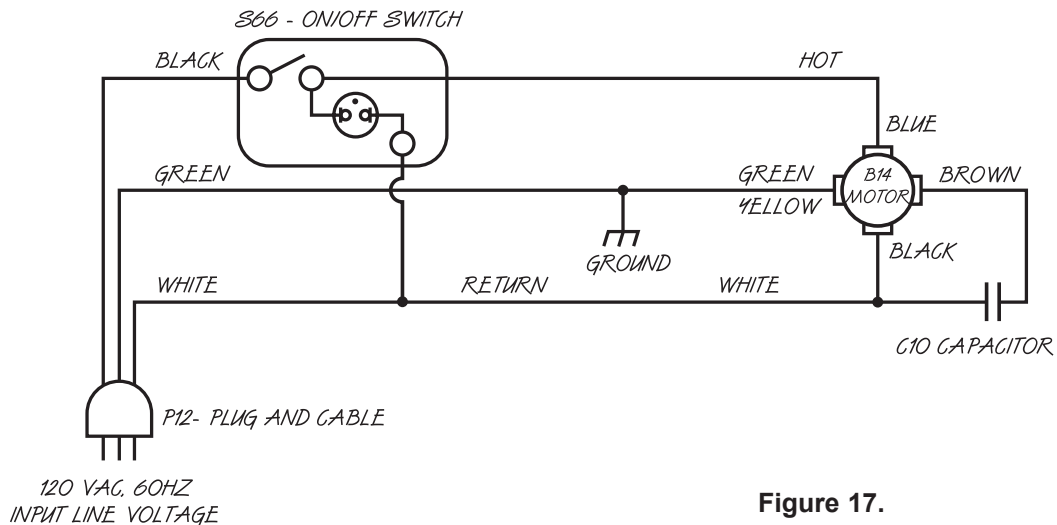 S66 - ON/OFF SWITCH
BLACK
HOT
BLUE
GREEN
GREEN
YELLOW
B14
MOTOR
BROWN
GROUND
BLACK
WHITE
RETURN
WHITE
C10 CAPACITOR
P12- PLUG AND CABLE
120 VAC, 60HZ
INPUT LINE VOLTAGE
Figure 17.